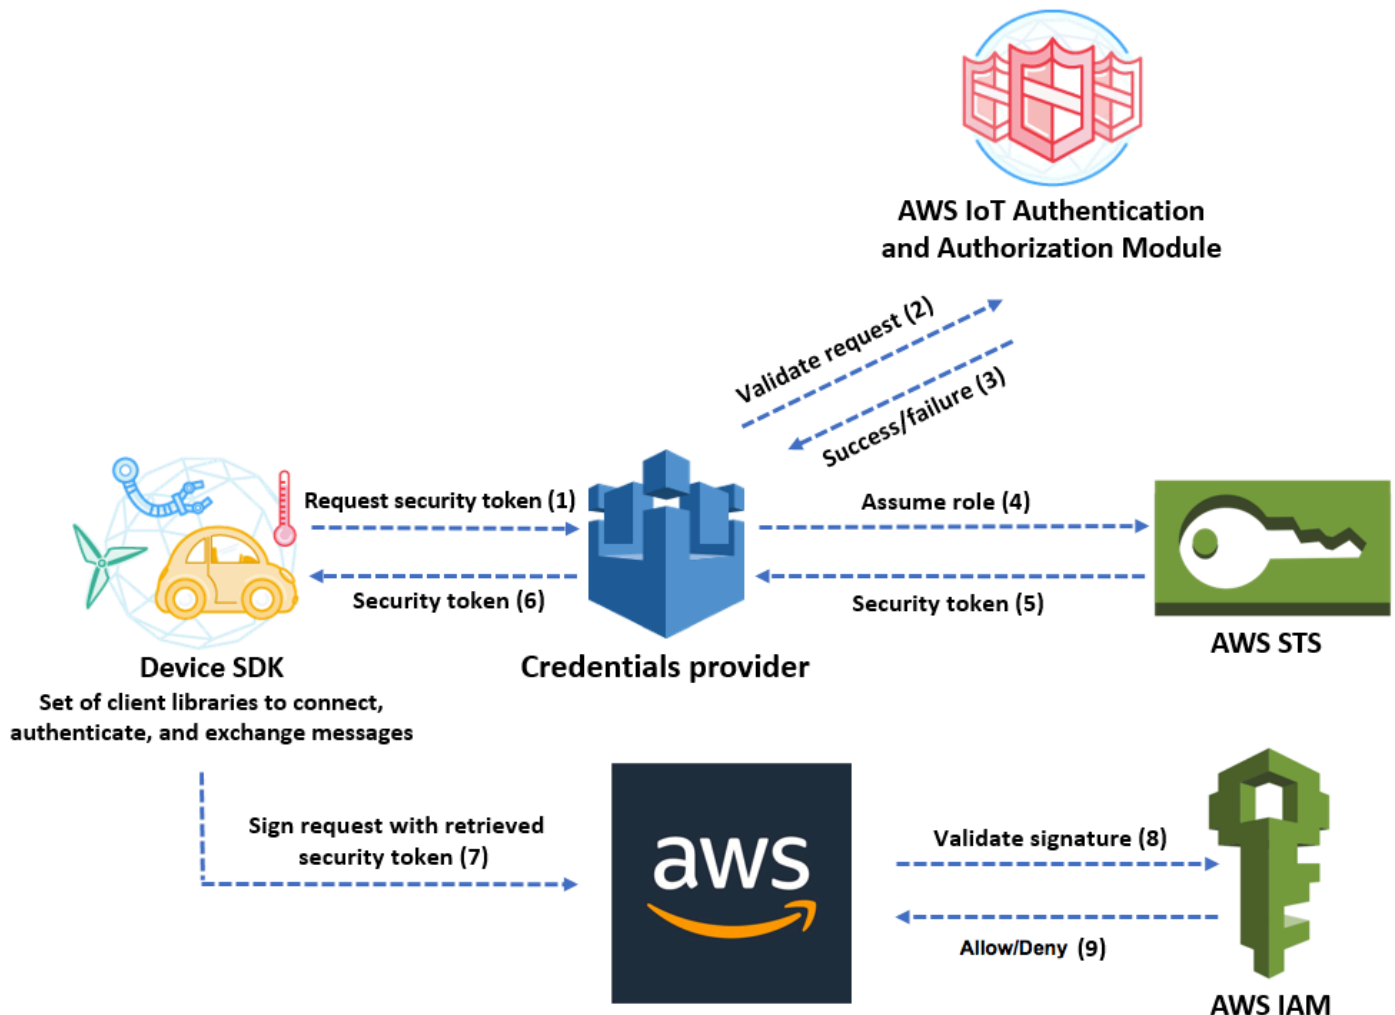 AWS IoT Authentication
and Authorization Module
Validate request (2)
Success/failure (3)
Request security token (1)
Assume role (4)
Security token (6)
Security token (5)
AWS STS
Device SDK
Credentials provider
Set of client libraries to connect,
authenticate, and exchange messages
Sign request with retrieved
security token (7)
aws
Validate signature (8)
Allow/Deny (9)
AWS IAM